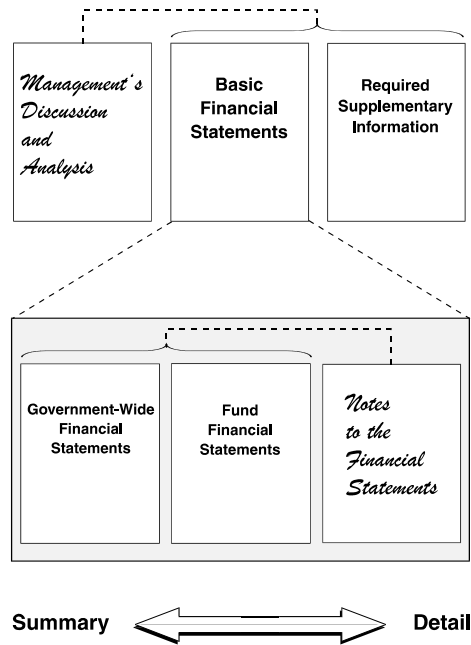 Management's
Discussion
and
Analysis
Basic
Financial
Statements
Required
Supplementary
Information
Government-Wide
Financial
Statements
Fund
Financial
Statements
Notes
to the
Financial
Statements
Summary
Detail